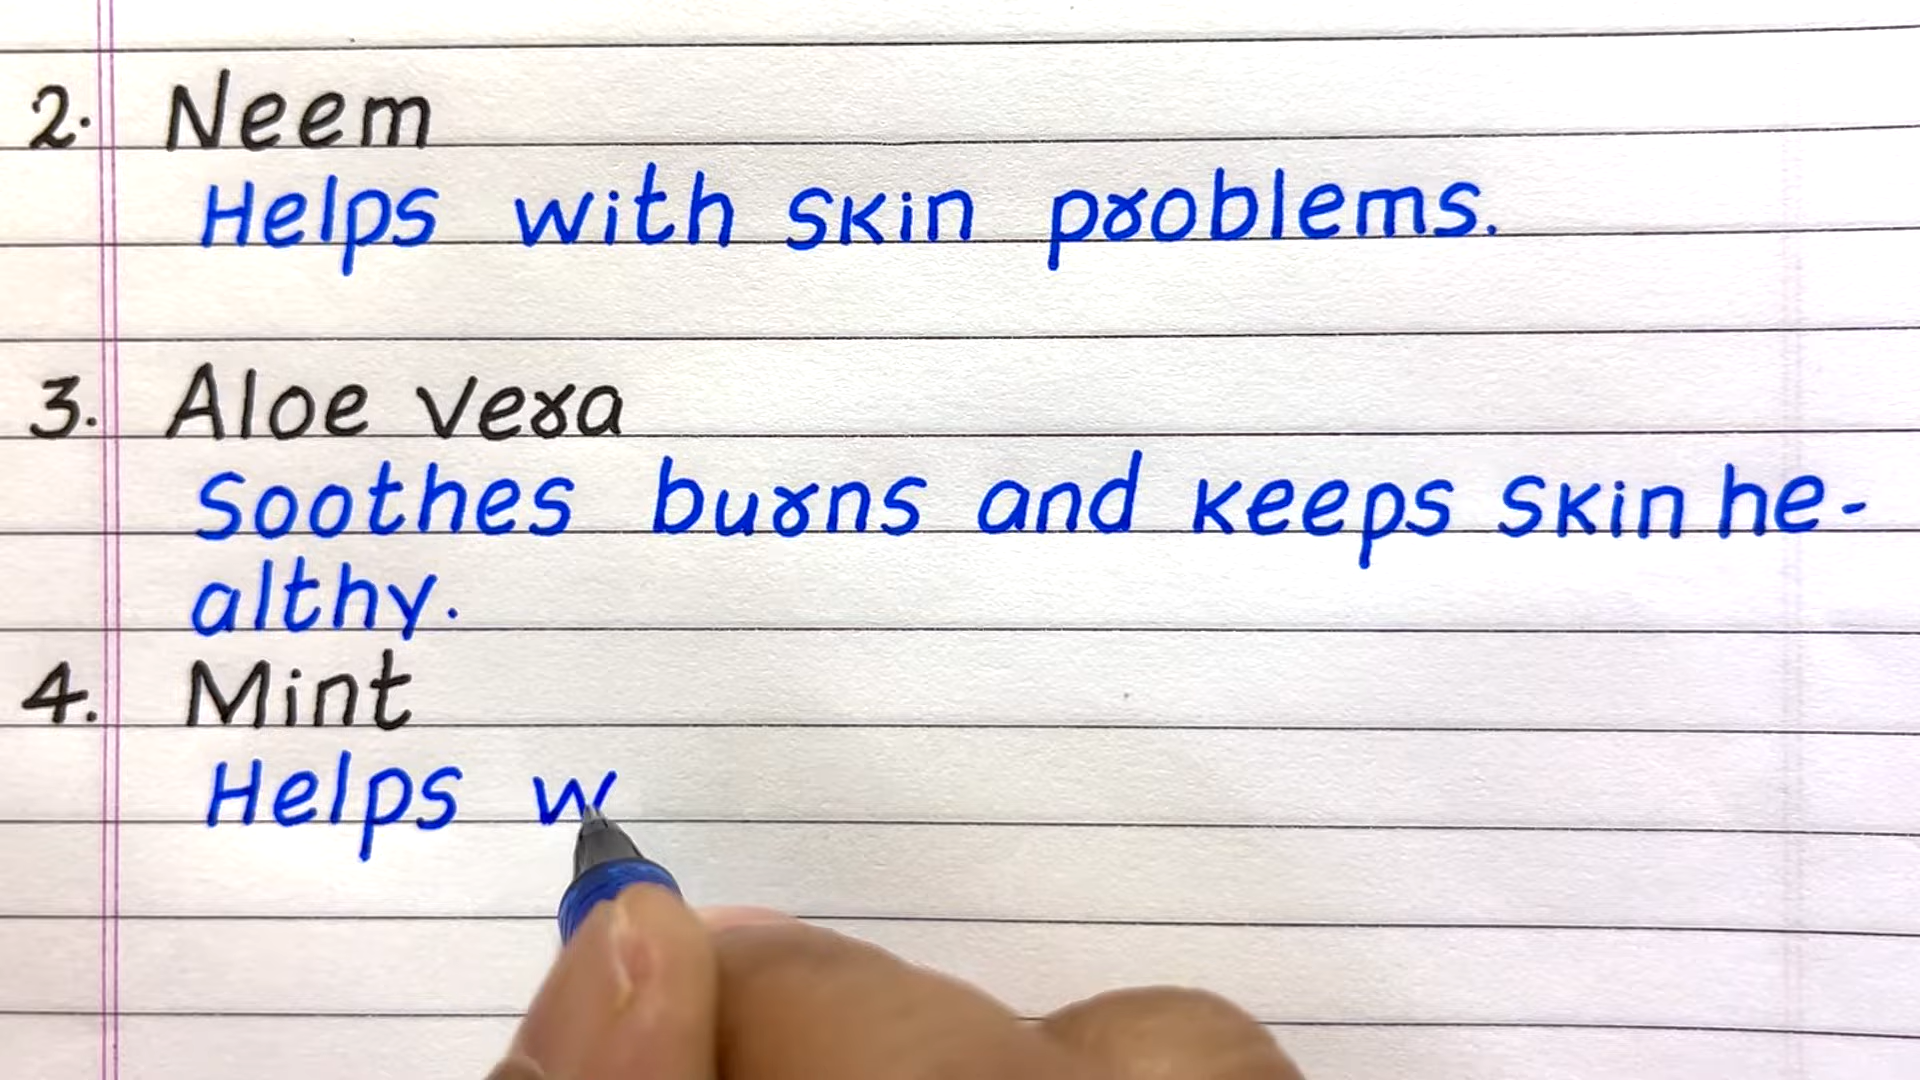 2. Neem
Helps with skin problems.
3. Aloe vera
Soothes burns and keeps skin he-
althy.
4. Mint
Helps w